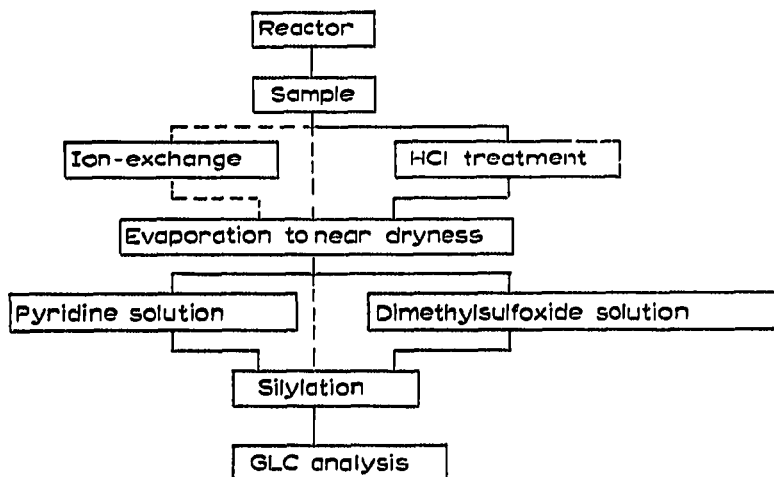 Reactor
Sample
Ion-exchange
HCl treatment
Evaporation to near dryness
Pyridine solution
Dimethylsulfoxide solution
Silylation
GLC analysis